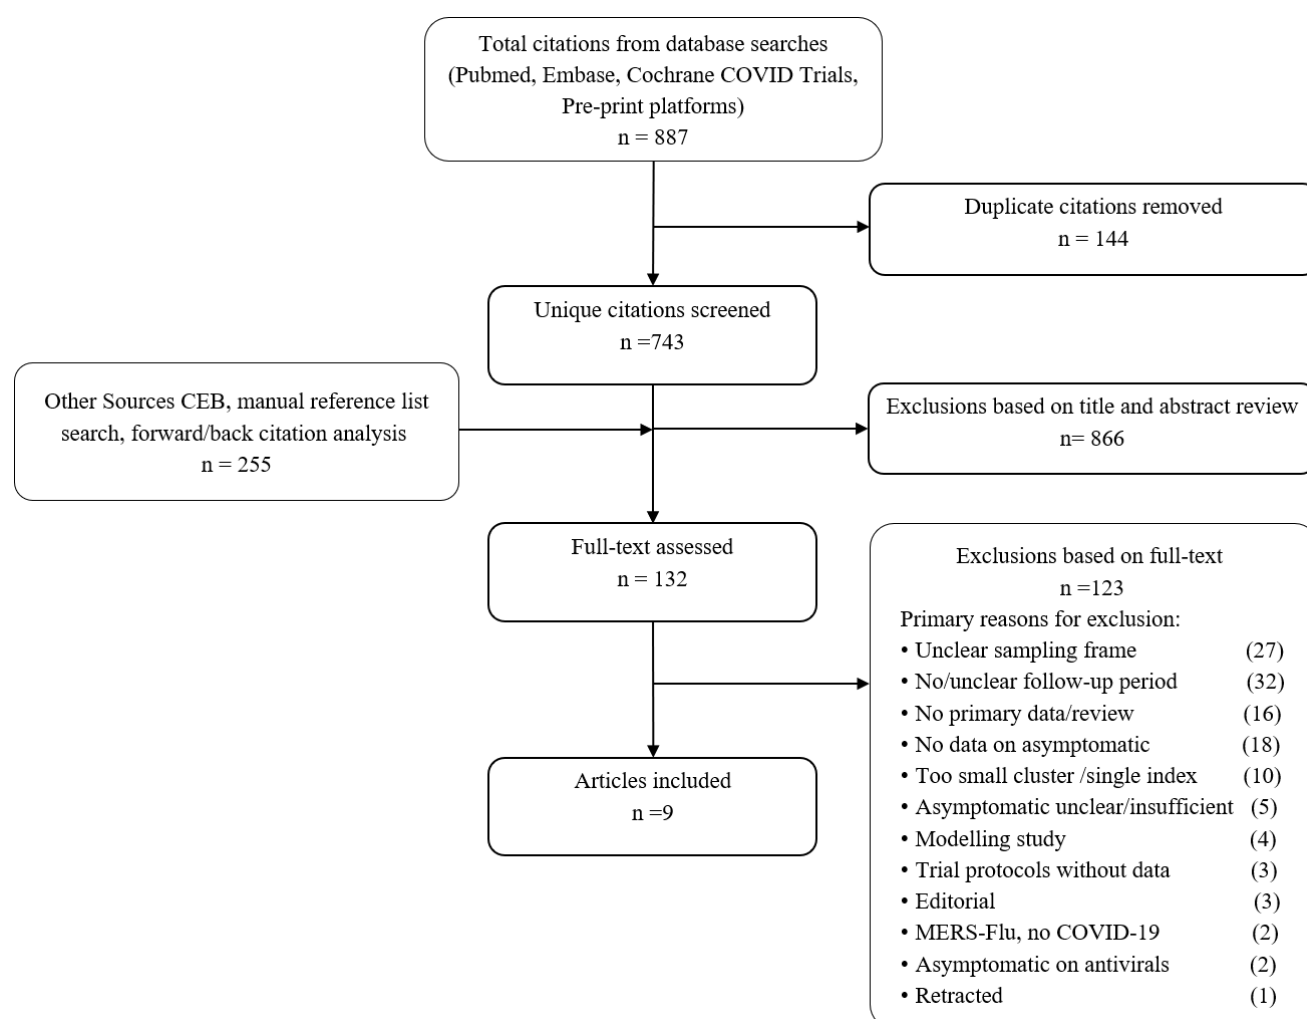 Total citations from database searches
(Pubmed, Embase, Cochrane COVID Trials,
Pre-print platforms)
n = 887
Duplicate citations removed
n = 144
Unique citations screened
n =743
Other Sources CEB, manual reference list
search, forward/back citation analysis
n = 255
Exclusions based on title and abstract review
n= 866
Full-text assessed
n = 132
Exclusions based on full-text
n =123
Primary reasons for exclusion:
• Unclear sampling frame (27)
• No/unclear follow-up period (32)
• No primary data/review (16)
• No data on asymptomatic (18)
• Too small cluster /single index (10)
• Asymptomatic unclear/insufficient (5)
• Modelling study (4)
• Trial protocols without data (3)
• Editorial (3)
• MERS-Flu, no COVID-19 (2)
• Asymptomatic on antivirals (2)
• Retracted (1)
Articles included
n =9